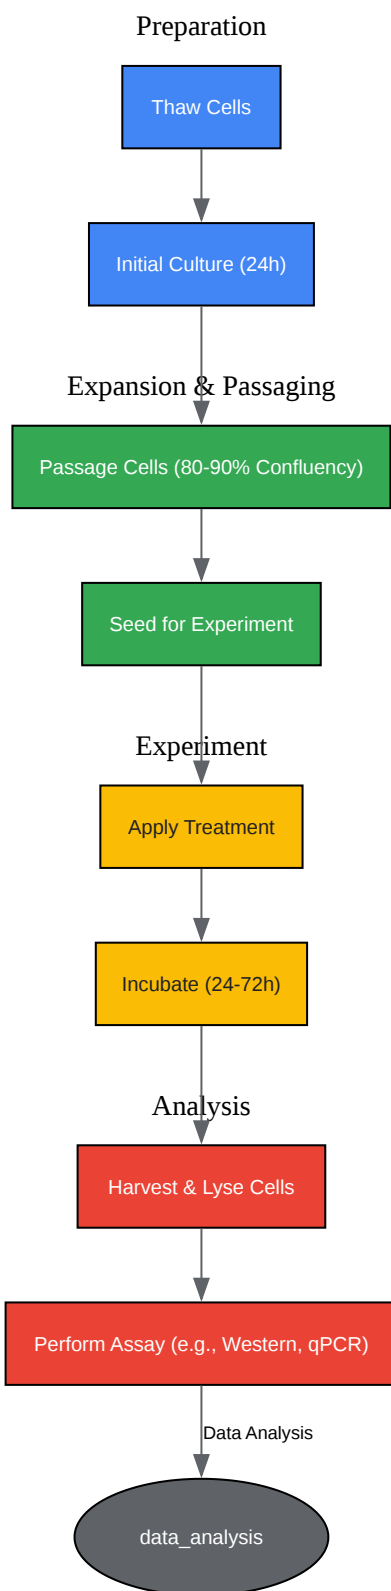 Preparation
Thaw Cells
Initial Culture (24h)
Expansion & Passaging
Passage Cells (80-90% Confluency)
Seed for Experiment
Experiment
Apply Treatment
Incubate (24-72h)
Analysis
Harvest & Lyse Cells
Perform Assay (e.g., Western, qPCR)
Data Analysis
data_analysis